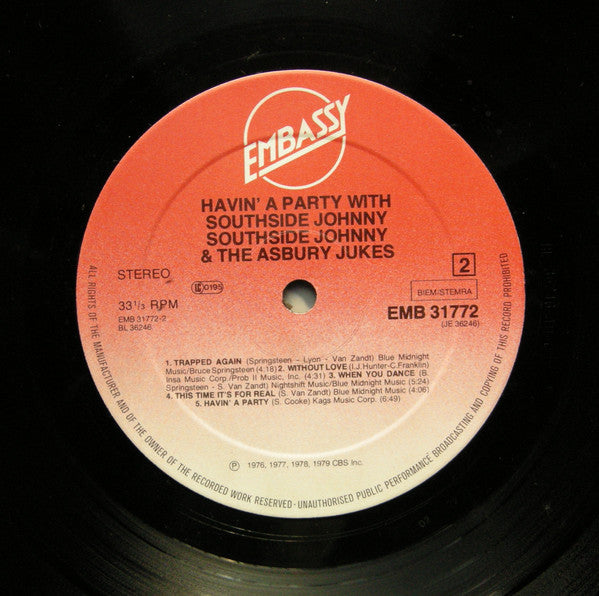 EMBASSY
HAVIN' A PARTY WITH
SOUTHSIDE JOHNNY
SOUTHSIDE JOHNNY
& THE ASBURY JUKES
STEREO
33 1/3 RPM
EMB 31772-2
BL 36246
0195
2
BIEM/STEMRA
EMB 31772
(JE 36246)
1. TRAPPED AGAIN (Springsteen - Lyon - Van Zandt) Blue Midnight
Music/Bruce Springsteen (4.18) 2. WITHOUT LOVE (I.J.Hunter-C.Franklin)
Insa Music Corp./Prob II Music, Inc. (4:31) 3. WHEN YOU DANCE (B.
Springsteen - S. Van Zandt) Nightshift Music/Blue Midnight Music (5:24)
4. THIS TIME IT'S FOR REAL (S. Van Zandt) Blue Midnight Music (4:06)
5. HAVIN' A PARTY (S. Cooke) Kags Music Corp. (6:49)
℗ 1976, 1977, 1978, 1979 CBS Inc.
ALL RIGHTS OF THE MANUFACTURER AND OF THE OWNER OF THE RECORDED WORK RESERVED - UNAUTHORISED PUBLIC PERFORMANCE BROADCASTING AND COPYING OF THIS RECORD PROHIBITED